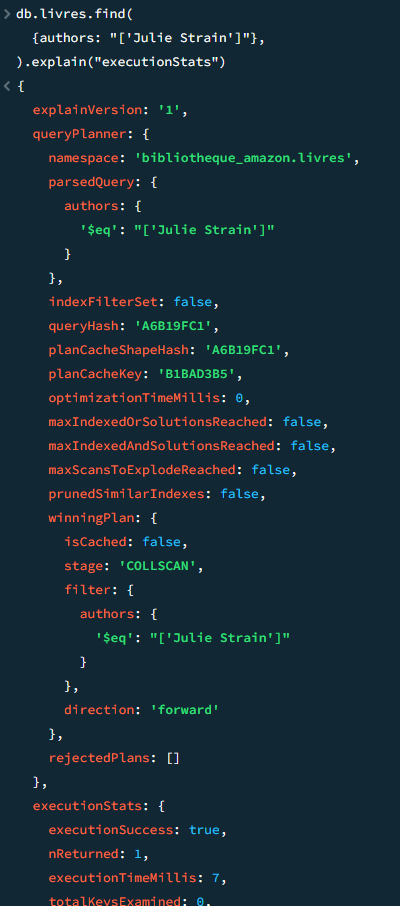 > db.livres.find(
{authors: "['Julie Strain']"},
).explain("executionStats")
< {
explainVersion: '1',
queryPlanner: {
namespace: 'bibliotheque_amazon.livres',
parsedQuery: {
authors: {
'$eq': "['Julie Strain']"
}
},
indexFilterSet: false,
queryHash: 'A6B19FC1',
planCacheShapeHash: 'A6B19FC1',
planCacheKey: 'B1BAD3B5',
optimizationTimeMillis: 0,
maxIndexedOrSolutionsReached: false,
maxIndexedAndSolutionsReached: false,
maxScansToExplodeReached: false,
prunedSimilarIndexes: false,
winningPlan: {
isCached: false,
stage: 'COLLSCAN',
filter: {
authors: {
'$eq': "['Julie Strain']"
}
},
direction: 'forward'
},
rejectedPlans: []
},
executionStats: {
executionSuccess: true,
nReturned: 1,
executionTimeMillis: 7,
totalKeysExamined: 0,